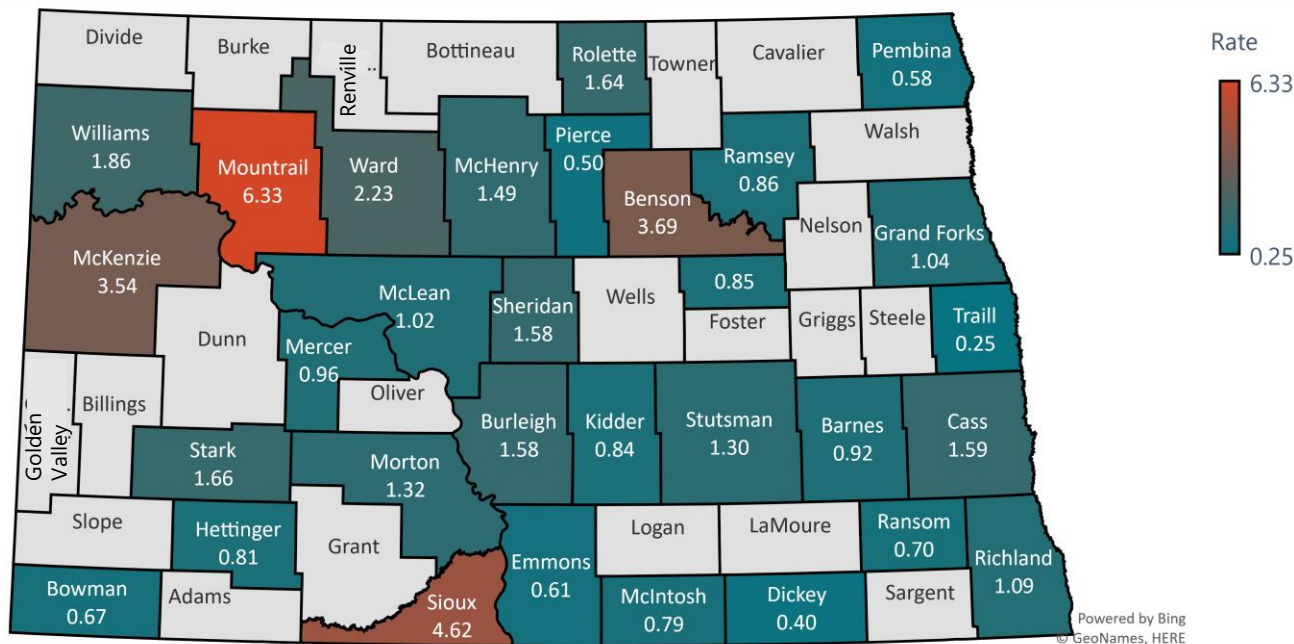 Divide
Burke
Renville
Bottineau
Rolette
1.64
Towner
Cavalier
Pembina
0.58
Rate
6.33
0.25
Williams
1.86
Mountrail
6.33
Ward
2.23
McHenry
1.49
Pierce
0.50
Benson
3.69
Ramsey
0.86
Walsh
Nelson
Grand Forks
1.04
McKenzie
3.54
Dunn
McLean
1.02
Mercer
0.96
Oliver
Sheridan
1.58
Wells
0.85
Foster
Griggs
Steele
Traill
0.25
Golden
Valley
Billings
Stark
1.66
Morton
1.32
Burleigh
1.58
Kidder
0.84
Stutsman
1.30
Barnes
0.92
Cass
1.59
Slope
Hettinger
0.81
Grant
Bowman
0.67
Adams
Sioux
4.62
Emmons
0.61
Logan
LaMoure
Ransom
0.70
Richland
1.09
McIntosh
0.79
Dickey
0.40
Sargent
Powered by Bing
© GeoNames, HERE